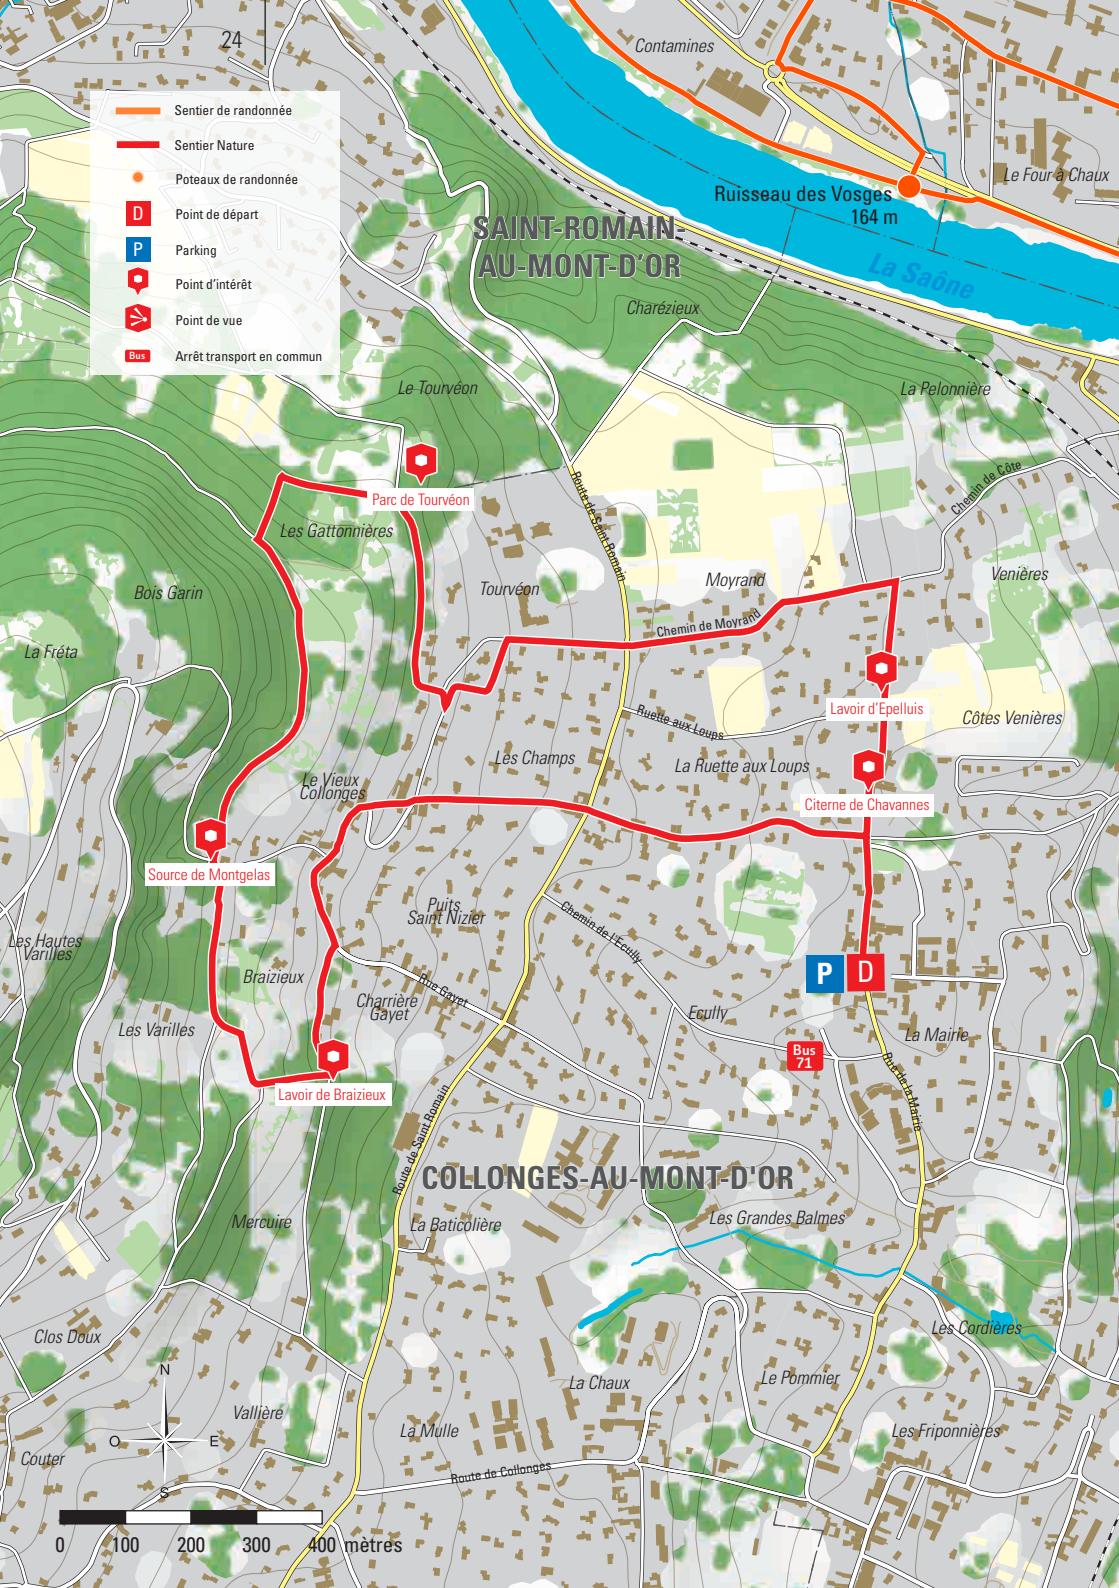 24
Contamines
Sentier de randonnée
Sentier Nature
Poteaux de randonnée
D
Point de départ
P
Parking
Point d'intérêt
Point de vue
Bus
Arrêt transport en commun
Le Four à Chaux
Ruisseau des Vosges
164 m
SAINT-ROMAIN-
AU-MONT-D'OR
La Saône
Charézieux
Le Tourvéon
La Pelonnière
Parc de Tourvéon
Route de Saint Romain
Chemin de Côte
Les Gattonnières
Bois Garin
Tourvéon
Moyrand
Venières
Chemin de Moyrand
La Fréta
Lavoir d'Epelluis
Ruette aux Loups
Côtes Venières
Les Champs
La Ruette aux Loups
Le Vieux
Collonges
Citerne de Chavannes
Source de Montgelas
Puits
Saint Nizier
Chemin de l'Ecully
Les Hautes
Varilles
Braizieux
Rue Gayet
P
D
Charrière
Gayet
Ecully
Les Varilles
La Mairie
Bus
71
Rue de la Mairie
Lavoir de Braizieux
Route de Saint Romain
COLLONGES-AU-MONT-D'OR
Mercuire
La Baticolière
Les Grandes Balmes
Clos Doux
Les Cordières
N
La Chaux
Le Pommier
Vallière
O
E
La Mulle
Les Friponnières
Couter
Route de Collonges
S
0 100 200 300 400 mètres